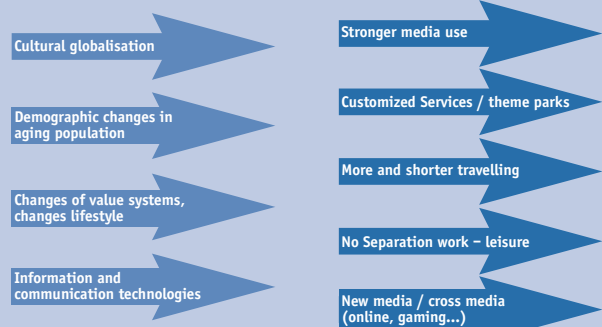 Cultural globalisation
Demographic changes in
aging population
Changes of value systems,
changes lifestyle
Information and
communication technologies
Stronger media use
Customized Services / theme parks
More and shorter travelling
No Separation work – leisure
New media / cross media
(online, gaming...)